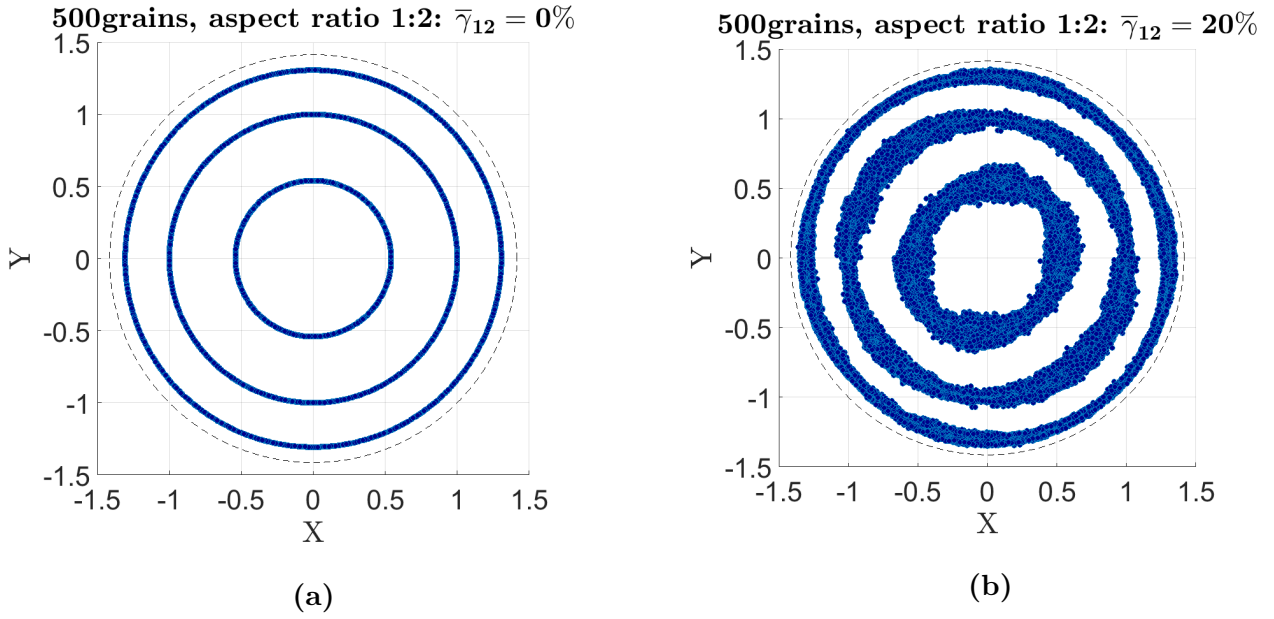 500grains, aspect ratio 1:2: γ̅₁₂ = 0%
1.5
1
0.5
0
-0.5
-1
-1.5
Y
-1.5 -1 -0.5 0 0.5 1 1.5
X
(a)
500grains, aspect ratio 1:2: γ̅₁₂ = 20%
1.5
1
0.5
0
-0.5
-1
-1.5
Y
-1.5 -1 -0.5 0 0.5 1 1.5
X
(b)